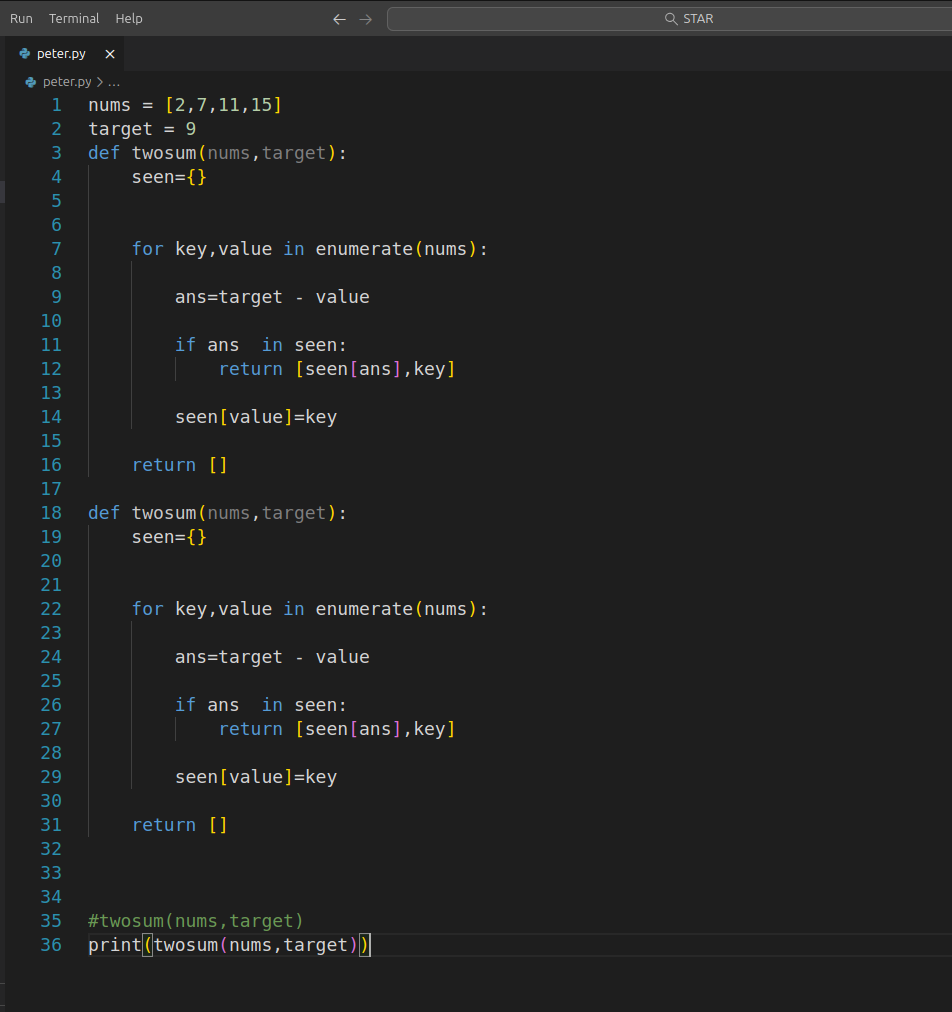 Run Terminal Help ← → STAR
peter.py ×
peter.py > ...
1 nums = [2,7,11,15]
2 target = 9
3 def twosum(nums,target):
4     seen={}
5
6
7     for key,value in enumerate(nums):
8
9         ans=target - value
10
11         if ans  in seen:
12             return [seen[ans],key]
13
14         seen[value]=key
15
16     return []
17
18 def twosum(nums,target):
19     seen={}
20
21
22     for key,value in enumerate(nums):
23
24         ans=target - value
25
26         if ans  in seen:
27             return [seen[ans],key]
28
29         seen[value]=key
30
31     return []
32
33
34
35 #twosum(nums,target)
36 print(twosum(nums,target))